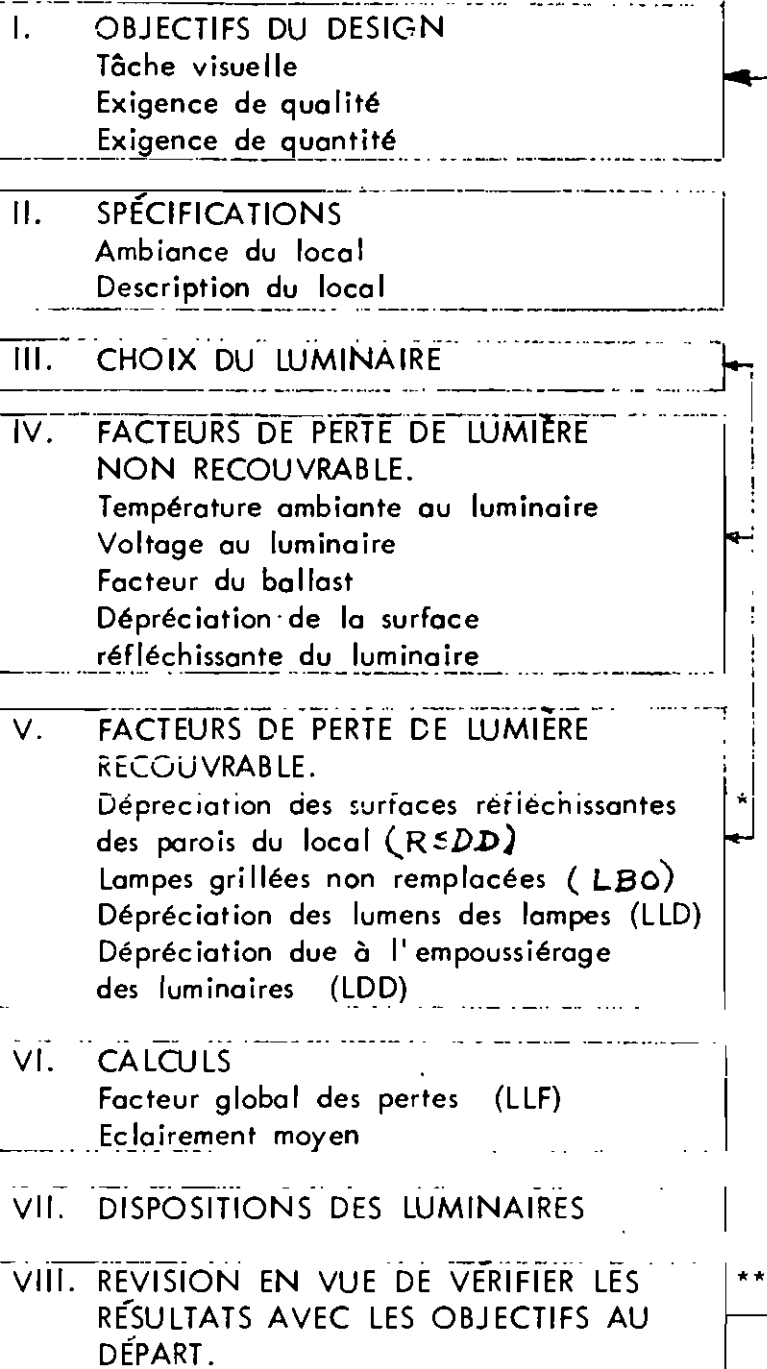 I. OBJECTIFS DU DESIGN
Tâche visuelle
Exigence de qualité
Exigence de quantité
II. SPÉCIFICATIONS
Ambiance du local
Description du local
III. CHOIX DU LUMINAIRE
IV. FACTEURS DE PERTE DE LUMIÈRE
NON RECOUVRABLE.
Température ambiante au luminaire
Voltage au luminaire
Facteur du ballast
Dépréciation de la surface
réfléchissante du luminaire
V. FACTEURS DE PERTE DE LUMIÈRE
RECOUVRABLE.
Dépreciation des surfaces réfléchissantes *
des parois du local (RSDD)
Lampes grillées non remplacées (LBO)
Dépréciation des lumens des lampes (LLD)
Dépréciation due à l'empoussiérage
des luminaires (LDD)
VI. CALCULS
Facteur global des pertes (LLF)
Eclairement moyen
VII. DISPOSITIONS DES LUMINAIRES
VIII. REVISION EN VUE DE VÉRIFIER LES **
RÉSULTATS AVEC LES OBJECTIFS AU
DÉPART.